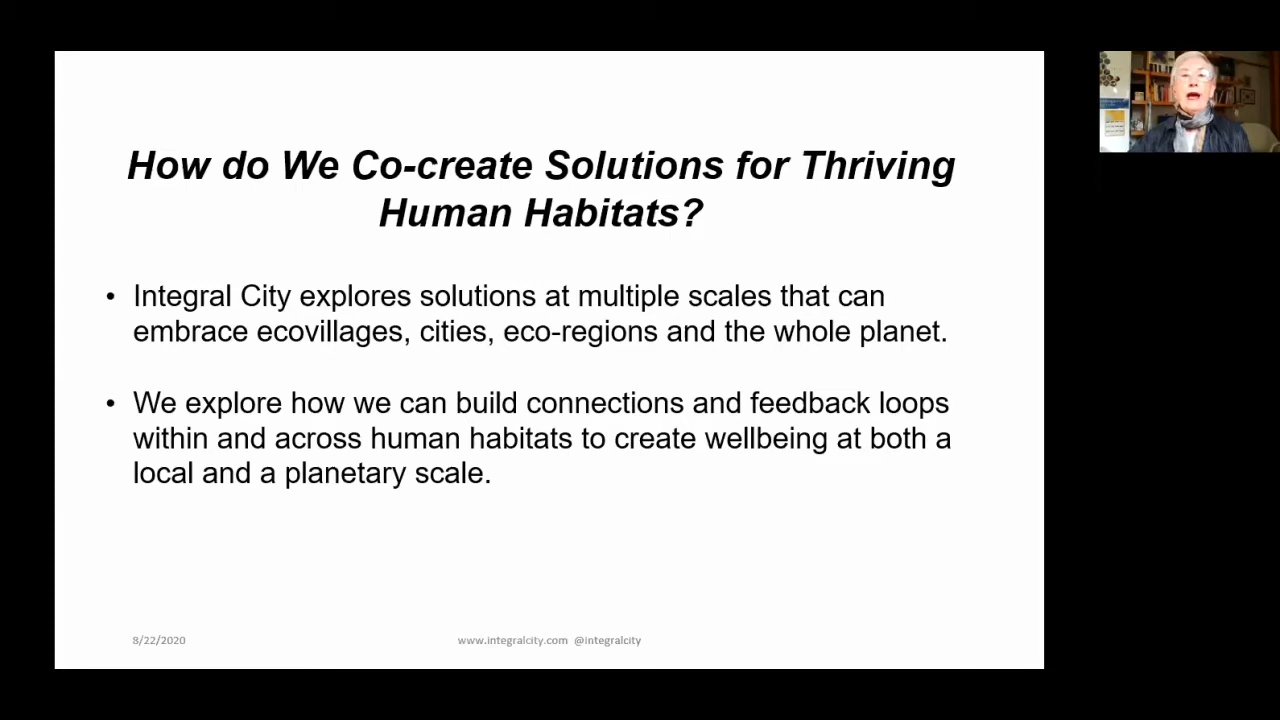 How do We Co-create Solutions for Thriving
Human Habitats?
• Integral City explores solutions at multiple scales that can
embrace ecovillages, cities, eco-regions and the whole planet.
• We explore how we can build connections and feedback loops
within and across human habitats to create wellbeing at both a
local and a planetary scale.
8/22/2020
www.integralcity.com @integralcity